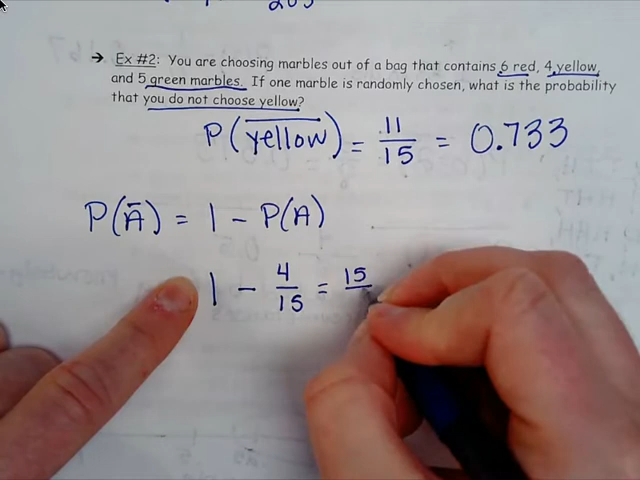 → Ex #2: You are choosing marbles out of a bag that contains 6 red, 4 yellow,
and 5 green marbles. If one marble is randomly chosen, what is the probability
that you do not choose yellow?
P(‾yellow‾) = 11/15 = 0.733
P(Ā) = 1 - P(A)
1 - 4/15 = 15/